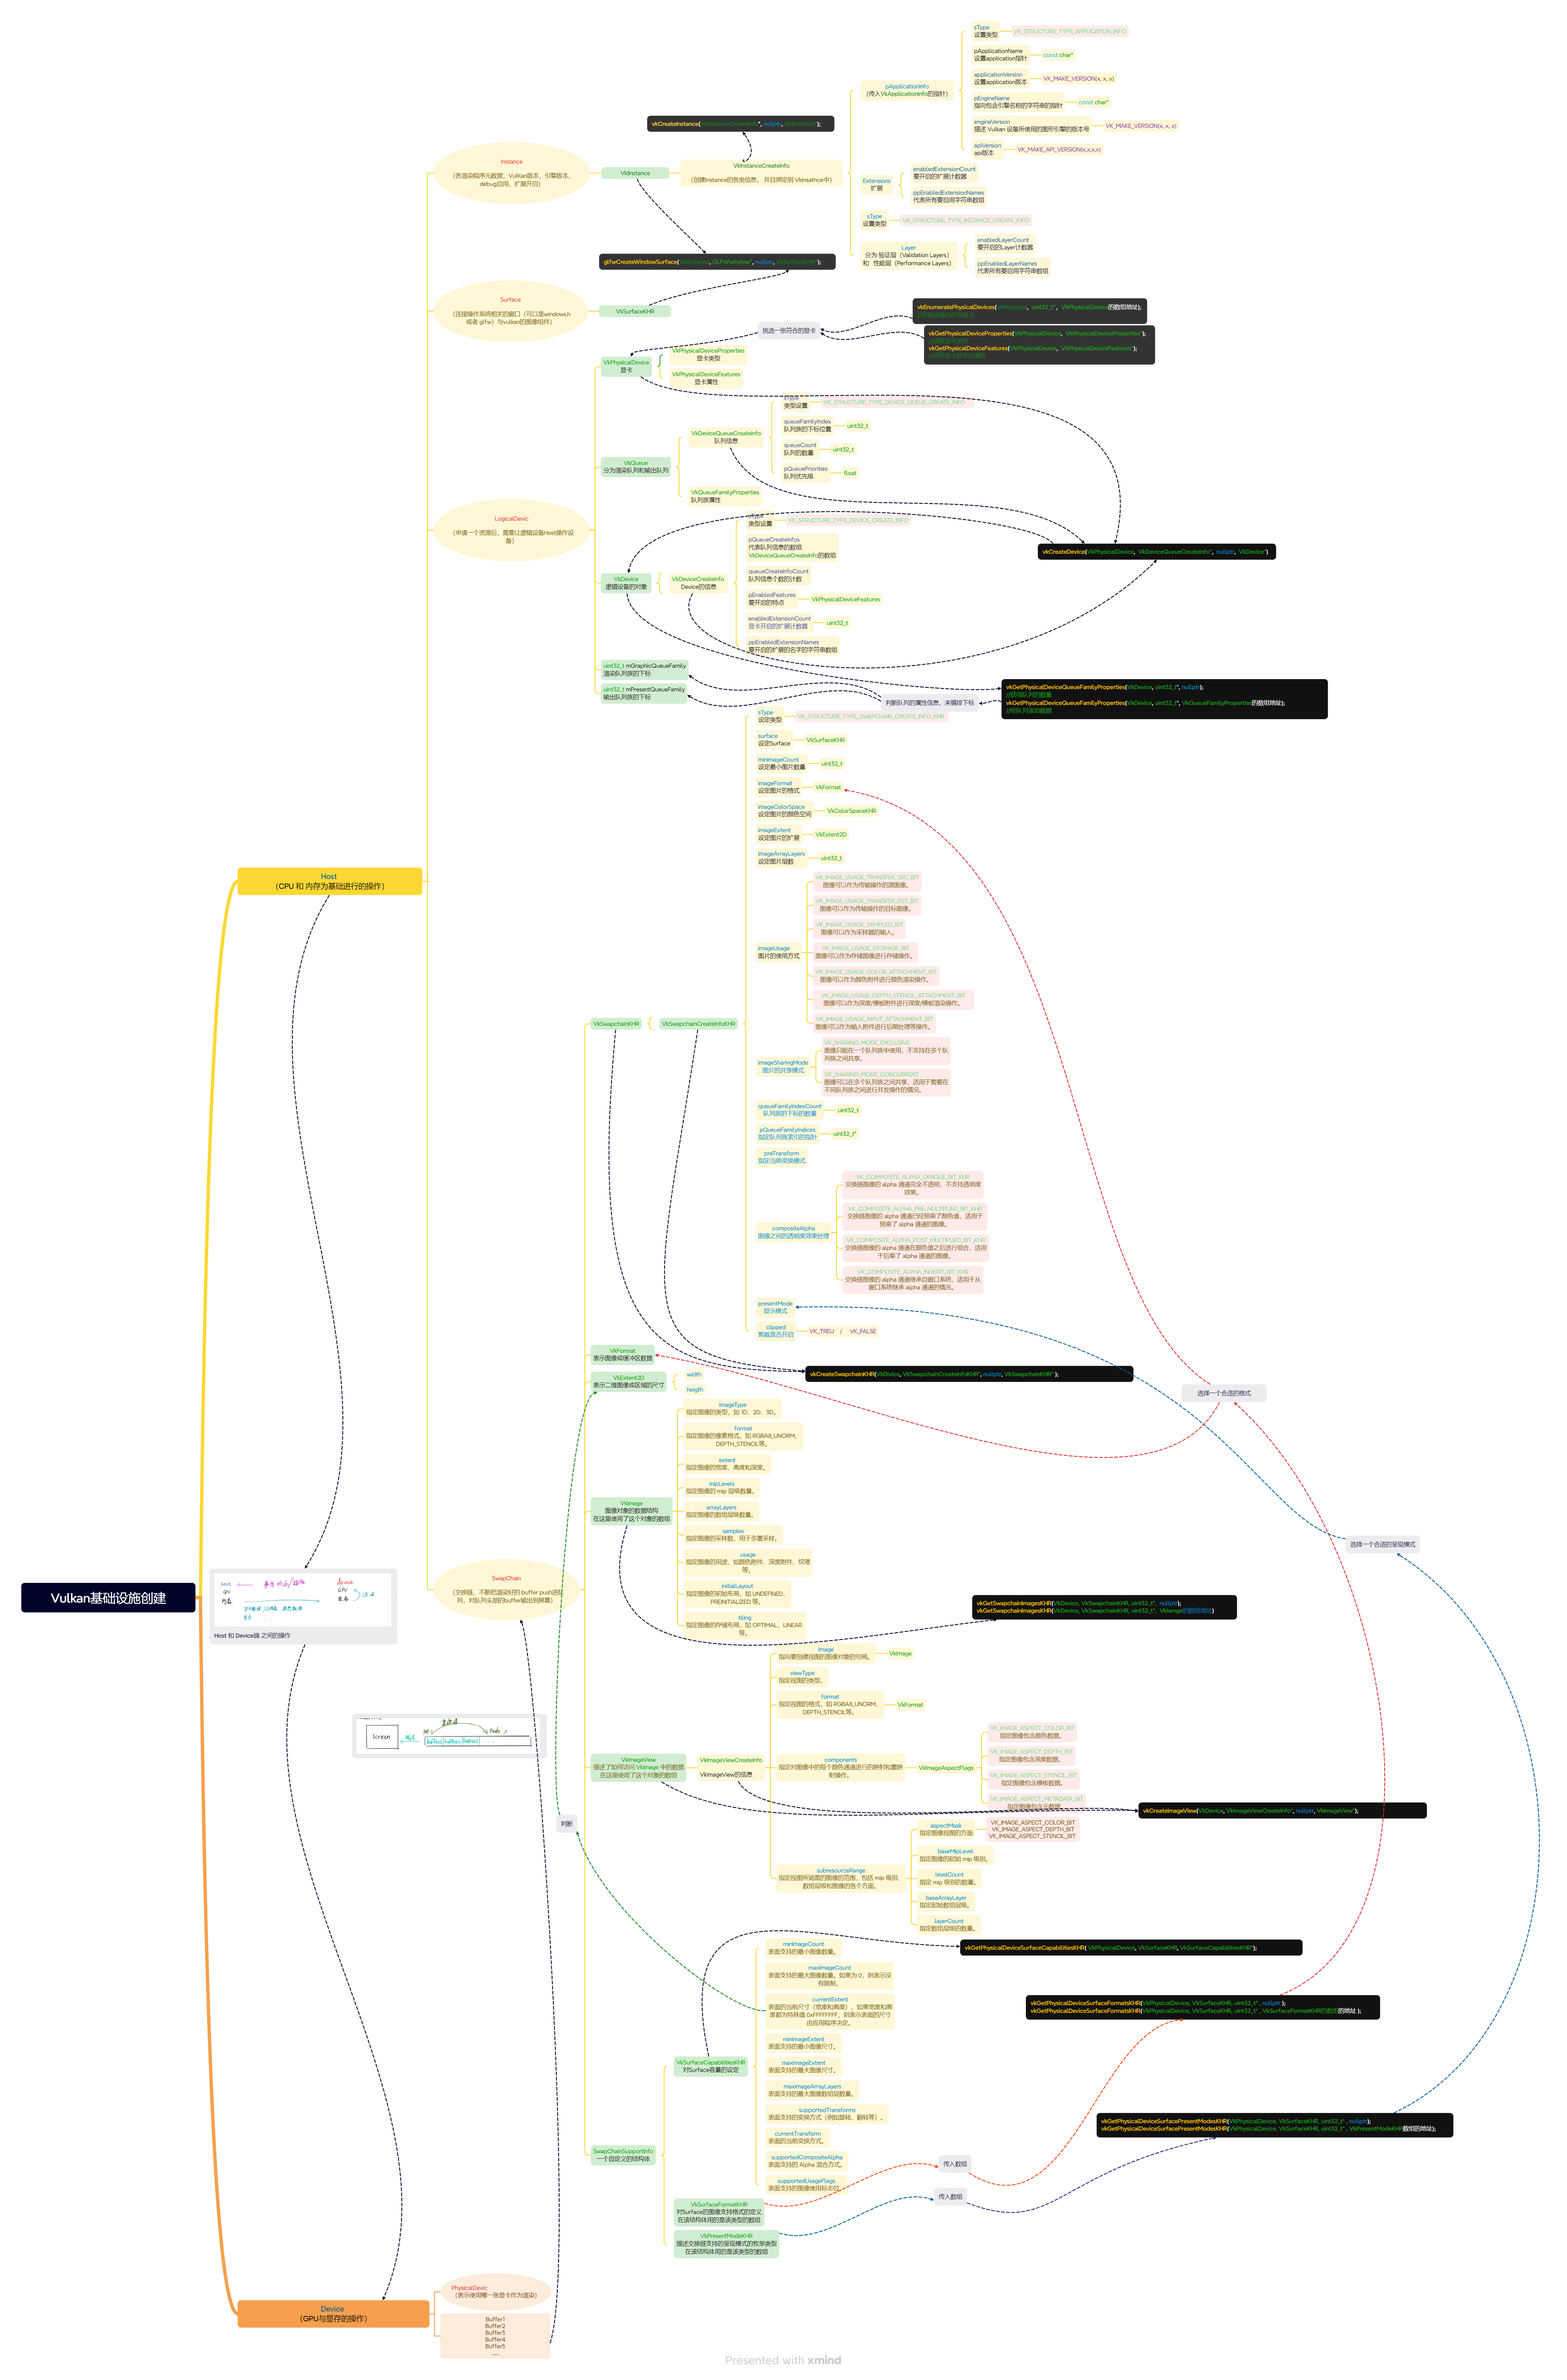 Vulkan基础设施创建
Host
（CPU 和 内存为基础进行的操作）
Instance
（各渲染程序元数据、VulKan版本、引擎版本、
debug启用、扩展开启）
VkInstance
vkCreateInstance(VkInstanceCreateInfo*, nullptr, VkInstance*);
VkInstanceCreateInfo
（创建Instance的各类信息， 并且绑定到 VkInsatnce中）
pApplicationInfo
（传入VkApplicationInfo的指针）
sType
设置类型
VK_STRUCTURE_TYPE_APPLICATION_INFO
pApplicationName
设置application指针
const char*
applicationVersion
设置application版本
VK_MAKE_VERSION(x, x, x)
pEngineName
指向包含引擎名称的字符串的指针
const char*
engineVersion
描述 Vulkan 设备所使用的图形引擎的版本号
VK_MAKE_VERSION(x, x, x)
apiVersion
api版本
VK_MAKE_API_VERSION(x,x,x,x)
Extensions
扩展
enabledExtensionCount
要开启的扩展计数器
ppEnabledExtensionNames
代表所有要启用字符串数组
sType
设置类型
VK_STRUCTURE_TYPE_INSTANCE_CREATE_INFO
Layer
分为 验证层（Validation Layers）
和 性能层（Performance Layers）
enabledLayerCount
要开启的Layer计数器
ppEnabledLayerNames
代表所有要启用字符串数组
glfwCreateWindowSurface(VkInstance, GLFWwindow*, nullptr, VkSurfaceKHR*);
Surface
（连接操作系统相关的窗口（可以是windows.h
或者 glfw）与vulkan的图像组件）
VkSurfaceKHR
LogicalDevic
（申请一个资源后，需要让逻辑设备Host操作设
备）
挑选一张符合的显卡
vkEnumeratePhysicalDevices(VkInstance, uint32_t* , VkPhysicalDevice的数组地址);
vkGetPhysicalDeviceProperties(VkPhysicalDevice, VkPhysicalDeviceProperties*);
vkGetPhysicalDeviceFeatures(VkPhysicalDevice, VkPhysicalDeviceFeatures*);
VkPhysicalDevice
显卡
VkPhysicalDeviceProperties
显卡类型
VkPhysicalDeviceFeatures
显卡属性
VkQueue
分为渲染队列和输出队列
VkDeviceQueueCreateInfo
队列信息
sType
类型设置
VK_STRUCTURE_TYPE_DEVICE_QUEUE_CREATE_INFO
queueFamilyIndex
队列族的下标位置
uint32_t
queueCount
队列的数量
uint32_t
pQueuePriorities
队列优先级
float
VkQueueFamilyProperties
队列族属性
VkDevice
逻辑设备的对象
VkDeviceCreateInfo
Device的信息
sType
类型设置
VK_STRUCTURE_TYPE_DEVICE_CREATE_INFO
pQueueCreateInfos
代表队列信息的数组
VkDeviceQueueCreateInfo的数组
queueCreateInfoCount
队列信息个数的计数
pEnabledFeatures
要开启的特点
VkPhysicalDeviceFeatures
enabledExtensionCount
显卡开启的扩展计数器
uint32_t
ppEnabledExtensionNames
要开启的扩展的名字的字符串数组
vkCreateDevice(VkPhysicalDevice, VkDeviceQueueCreateInfo*, nullptr, VkDevice*)
uint32_t mGraphicQueueFamily
渲染队列族的下标
uint32_t mPresentQueueFamily
输出队列族的下标
判断队列的属性信息，来编排下标
vkGetPhysicalDeviceQueueFamilyProperties(VkDevice, uint32_t*, nullptr);
//获得队列的数量
vkGetPhysicalDeviceQueueFamilyProperties(VkDevice, uint32_t*, VkQueueFamilyProperties的数组地址);
//给队列添加数据
SwapChain
（交换链，不断把渲染好的 buffer push进队
列，对队列头部的buffer输出到屏幕）
VkSwapchainKHR
VkSwapchainCreateInfoKHR
sType
设定类型
VK_STRUCTURE_TYPE_SWAPCHAIN_CREATE_INFO_KHR
surface
设定Surface
VkSurfaceKHR
minImageCount
设定最小图片数量
uint32_t
imageFormat
设定图片的格式
VkFormat
imageColorSpace
设定图片的颜色空间
VkColorSpaceKHR
imageExtent
设定图片的扩展
VkExtent2D
imageArrayLayers
设定图片层数
uint32_t
imageUsage
图片的使用方式
VK_IMAGE_USAGE_TRANSFER_SRC_BIT
图像可以作为传输操作的源图像。
VK_IMAGE_USAGE_TRANSFER_DST_BIT
图像可以作为传输操作的目标图像。
VK_IMAGE_USAGE_SAMPLED_BIT
图像可以作为采样器的输入。
VK_IMAGE_USAGE_STORAGE_BIT
图像可以作为存储图像进行存储操作。
VK_IMAGE_USAGE_COLOR_ATTACHMENT_BIT
图像可以作为颜色附件进行颜色渲染操作。
VK_IMAGE_USAGE_DEPTH_STENCIL_ATTACHMENT_BIT
图像可以作为深度/模板附件进行深度/模板渲染操作。
VK_IMAGE_USAGE_INPUT_ATTACHMENT_BIT
图像可以作为输入附件进行后期处理等操作。
imageSharingMode
图片的共享模式
VK_SHARING_MODE_EXCLUSIVE
图像只能在一个队列族中使用，不支持在多个队
列族之间共享。
VK_SHARING_MODE_CONCURRENT
图像可以在多个队列族之间共享，适用于需要在
不同队列族之间进行并发操作的情况。
queueFamilyIndexCount
队列族的下标的数量
uint32_t
pQueueFamilyIndices
指定队列族索引的指针
uint32_t*
preTransform
指定当前变换模式
compositeAlpha
图像之间的透明度效果处理
VK_COMPOSITE_ALPHA_OPAQUE_BIT_KHR
交换链图像的 alpha 通道完全不透明，不支持透明度
效果。
VK_COMPOSITE_ALPHA_PRE_MULTIPLIED_BIT_KHR
交换链图像的 alpha 通道已经预乘了颜色值，适用于
预乘了 alpha 通道的图像。
VK_COMPOSITE_ALPHA_POST_MULTIPLIED_BIT_KHR
交换链图像的 alpha 通道在颜色值之后进行组合，适用
于后乘了 alpha 通道的图像。
VK_COMPOSITE_ALPHA_INHERIT_BIT_KHR
交换链图像的 alpha 通道继承自窗口系统，适用于从
窗口系统继承 alpha 通道的情况。
presentMode
显示模式
clipped
剪裁是否开启
VK_TREU / VK_FALSE
VkFormat
表示图像或缓冲区数据
VkExtent2D
表示二维图像或区域的尺寸
width
heigth
vkCreateSwapchainKHR(VkDivice, VkSwapchainCreateInfoKHR*, nullptr, VkSwapchainKHR* );
选择一个合适的格式
选择一个合适的呈现模式
VkImage
图像对象的数据结构
在这里使用了这个对象的数组
imageType
指定图像的类型，如 1D、2D、3D。
format
指定图像的像素格式，如 RGBA8_UNORM、
DEPTH_STENCIL等。
extent
指定图像的宽度、高度和深度。
mipLevels
指定图像的 mip 层级数量。
arrayLayers
指定图像的数组层级数量。
samples
指定图像的采样数，用于多重采样。
usage
指定图像的用途，如颜色附件、深度附件、纹理
等。
initialLayout
指定图像的初始布局，如 UNDEFINED、
PREINITIALIZED 等。
tiling
指定图像的存储布局，如 OPTIMAL、LINEAR
等。
vkGetSwapchainImagesKHR(VkDevice, VkSwapchainKHR, uint32_t*, nullptr);
vkGetSwapchainImagesKHR(VkDevice, VkSwapchainKHR, uint32_t*, VkIamge的数组地址)
Host 和 Device端 之间的操作
VkImageView
描述了如何访问 VkImage 中的数据
在这里使用了这个对象的数组
VkImageViewCreateInfo
VkImageView的信息
image
指向要创建视图的图像对象的句柄。
VkImage
viewType
指定视图的类型，
format
指定视图的格式，如 RGBA8_UNORM、
DEPTH_STENCIL等。
VkFormat
components
指定对图像中的每个颜色通道进行的映射和重映
射操作。
VkImageAspectFlags
VK_IMAGE_ASPECT_COLOR_BIT
指定图像包含颜色数据。
VK_IMAGE_ASPECT_DEPTH_BIT
指定图像包含深度数据。
VK_IMAGE_ASPECT_STENCIL_BIT
指定图像包含模板数据。
VK_IMAGE_ASPECT_METADATA_BIT
指定图像包含元数据。
vkCreateImageView(VkDevice, VkImageViewCreateInfo*, nullptr, VkImageView*);
subresourceRange
指定视图所涵盖的图像的范围，包括 mip 级别、
数组层级和图像的各个方面。
aspectMask
指定图像视图的方面
VK_IMAGE_ASPECT_COLOR_BIT
VK_IMAGE_ASPECT_DEPTH_BIT
VK_IMAGE_ASPECT_STENCIL_BIT
baseMipLevel
指定图像的起始 mip 级别。
levelCount
指定 mip 级别的数量。
baseArrayLayer
指定起始数组层级。
layerCount
指定数组层级的数量。
判断
SwapChainSupportInfo
一个自定义的结构体
VkSurfaceCapabilitiesKHR
对Surface容量的设定
minImageCount
表面支持的最小图像数量。
maxImageCount
表面支持的最大图像数量。如果为 0，则表示没
有限制。
currentExtent
表面的当前尺寸（宽度和高度），如果宽度和高
度都为特殊值 0xFFFFFFFF，则表示表面的尺寸
由应用程序决定。
minImageExtent
表面支持的最小图像尺寸。
maxImageExtent
表面支持的最大图像尺寸。
maxImageArrayLayers
表面支持的最大图像数组层数量。
supportedTransforms
表面支持的变换方式（例如旋转、翻转等）。
currentTransform
表面的当前变换方式。
supportedCompositeAlpha
表面支持的 Alpha 混合方式。
supportedUsageFlags
表面支持的图像使用标志位。
vkGetPhysicalDeviceSurfaceCapabilitiesKHR( VkPhysicalDevice, VkSurfaceKHR, VkSurfaceCapabilitiesKHR*);
vkGetPhysicalDeviceSurfaceFormatsKHR(VkPhysicalDevice, VkSurfaceKHR, uint32_t* , nullptr );
vkGetPhysicalDeviceSurfaceFormatsKHR(VkPhysicalDevice, VkSurfaceKHR, uint32_t* , VkSurfaceFormatKHR的数组的地址 );
vkGetPhysicalDeviceSurfacePresentModesKHR(VkPhysicalDevice, VkSurfaceKHR, uint32_t* , nullptr);
vkGetPhysicalDeviceSurfacePresentModesKHR(VkPhysicalDevice, VkSurfaceKHR, uint32_t* , VkPresentModeKHR数组的地址);
传入数组
传入数组
VkSurfaceFormatKHR
对Surface的图像支持格式的定义
在该结构体用的是该类型的数组
VkPresentModeKHR
描述交换链支持的呈现模式的枚举类型
在该结构体用的是该类型的数组
Device
（GPU与显存的操作）
PhysicalDevic
（表示使用哪一张显卡作为渲染）
Buffer1
Buffer2
Buffer3
Buffer4
Buffer5
......
Presented with xmind